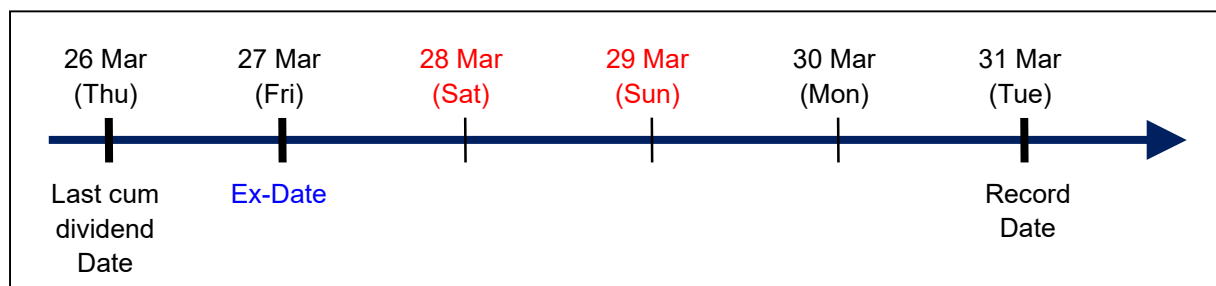 26 Mar
(Thu)
27 Mar
(Fri)
28 Mar
(Sat)
29 Mar
(Sun)
30 Mar
(Mon)
31 Mar
(Tue)
Last cum
dividend
Date
Ex-Date
Record
Date